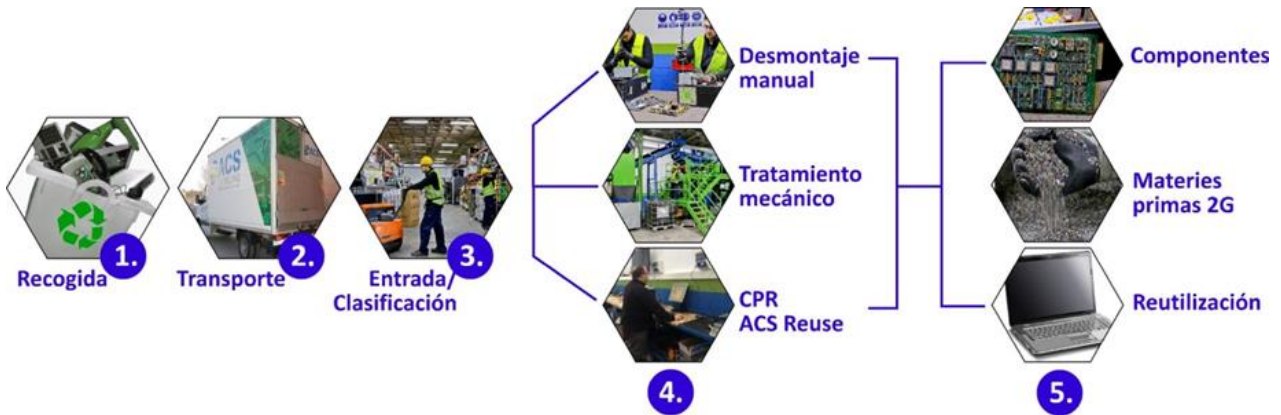 1.
Recogida
ACS
2.
Transporte
3.
Entrada/
Clasificación
Desmontaje
manual
Tratamiento
mecánico
CPR
ACS Reuse
4.
Componentes
Materies
primas 2G
Reutilización
5.